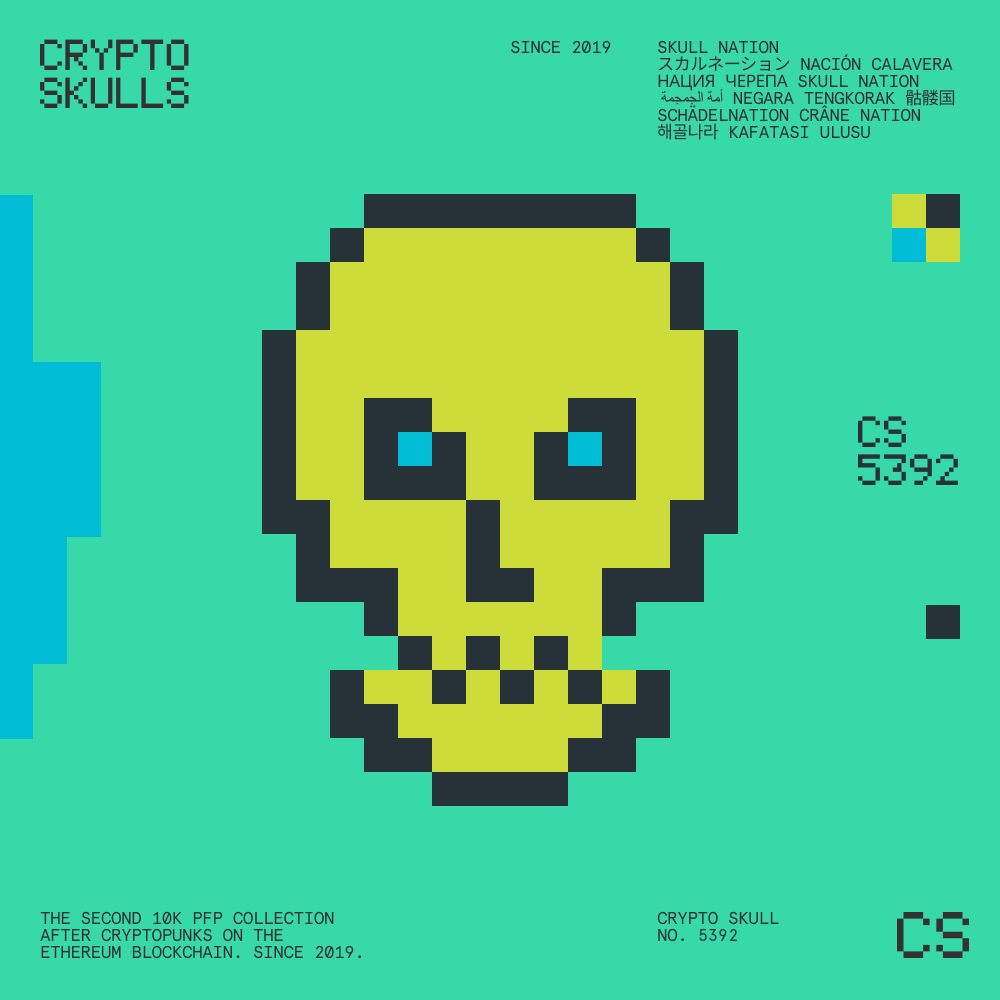 CRYPTO
SKULLS
SINCE 2019
SKULL NATION
スカルネーション NACIÓN CALAVERA
НАЦИЯ ЧЕРЕПА SKULL NATION
أمة الجمجمة NEGARA TENGKORAK 骷髅国
SCHÄDELNATION CRÂNE NATION
해골나라 KAFATASI ULUSU
CS
5392
THE SECOND 10K PFP COLLECTION
AFTER CRYPTOPUNKS ON THE
ETHEREUM BLOCKCHAIN. SINCE 2019.
CRYPTO SKULL
NO. 5392
CS